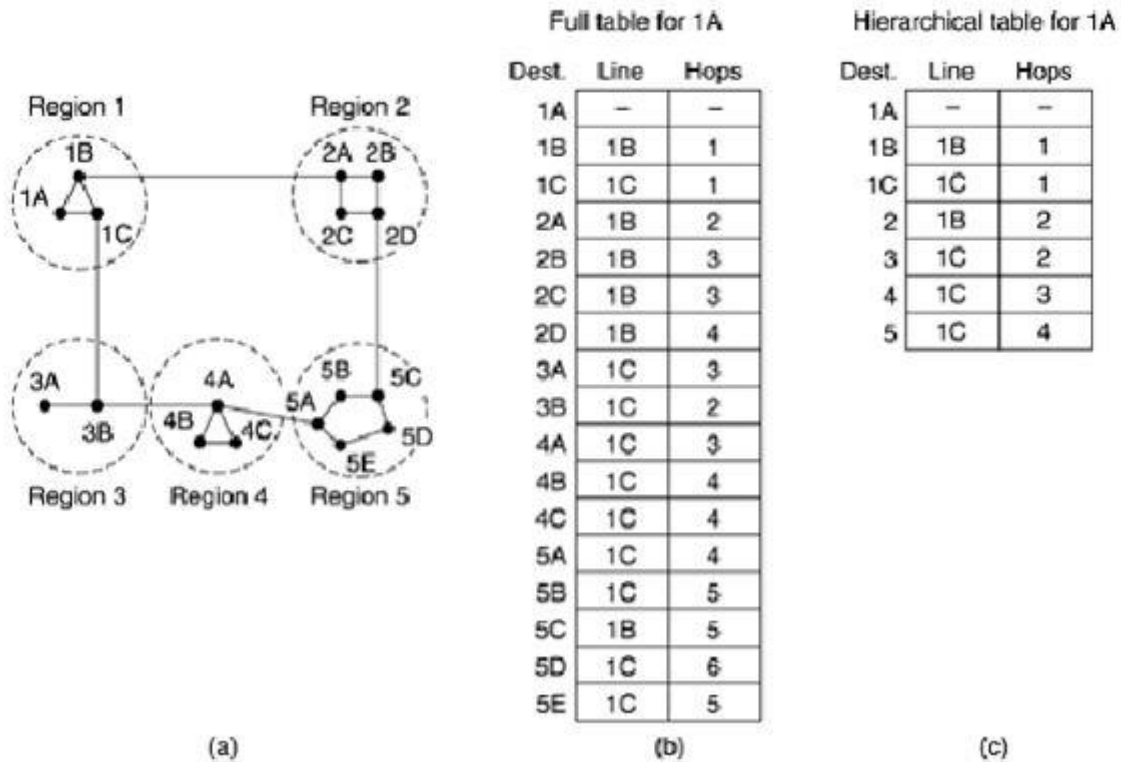 Full table for 1A
Hierarchical table for 1A
Dest. Line Hops
Dest. Line Hops
Region 1
Region 2
1B
1A
1C
2A 2B
2C 2D
3A
3B
4A
4B
4C
5B
5C
5A
5D
5E
Region 3
Region 4
Region 5
1A – –
1B 1B 1
1C 1C 1
2A 1B 2
2B 1B 3
2C 1B 3
2D 1B 4
3A 1C 3
3B 1C 2
4A 1C 3
4B 1C 4
4C 1C 4
5A 1C 4
5B 1C 5
5C 1B 5
5D 1C 6
5E 1C 5
1A – –
1B 1B 1
1C 1C 1
2 1B 2
3 1C 2
4 1C 3
5 1C 4
(a)
(b)
(c)